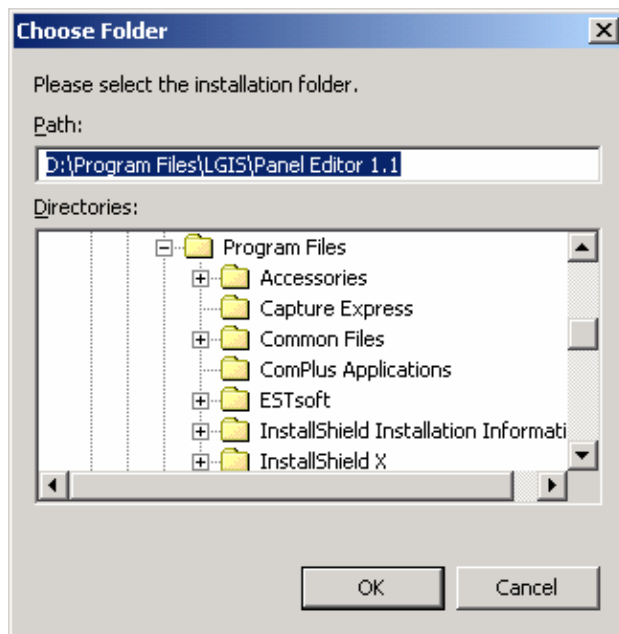 Choose Folder
Please select the installation folder.
Path:
D:\Program Files\LGIS\Panel Editor 1.1
Directories:
Program Files
Accessories
Capture Express
Common Files
ComPlus Applications
ESTsoft
InstallShield Installation Informati
InstallShield X
OK Cancel